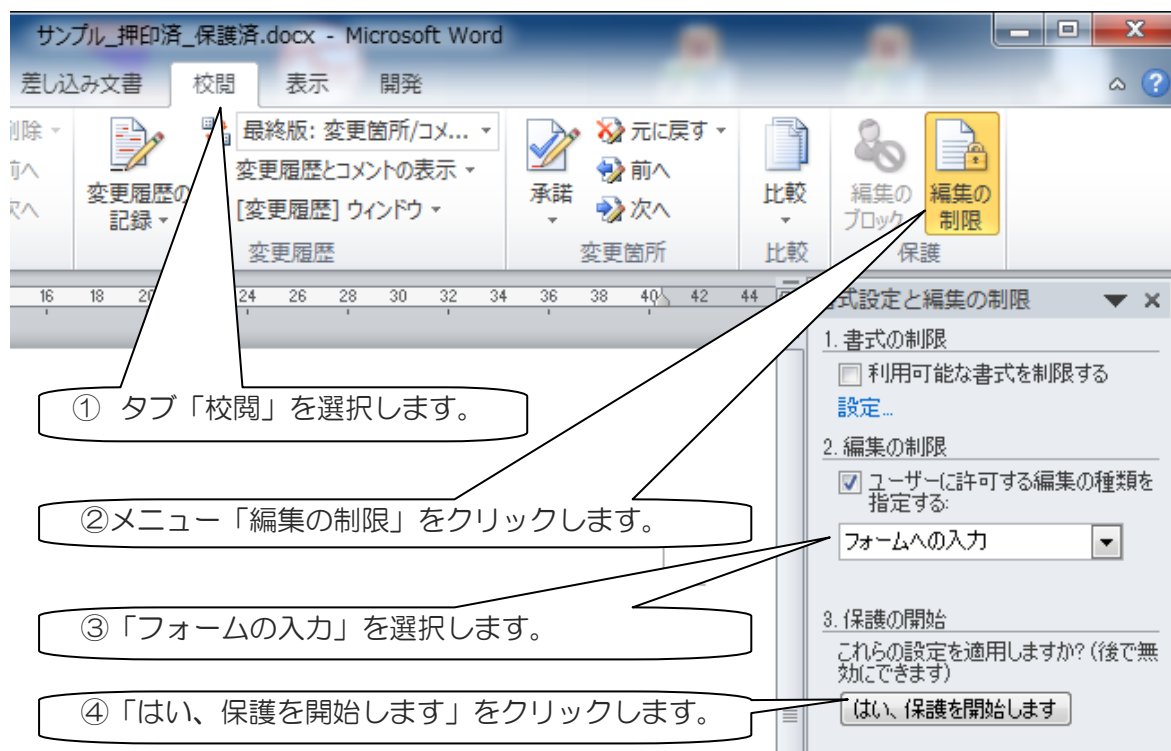 サンプル_押印済_保護済.docx - Microsoft Word
差し込み文書 校閲 表示 開発
削除 最終版: 変更箇所/コメ... 元に戻す
前へ 変更履歴とコメントの表示 前へ
次へ 変更履歴の記録 [変更履歴] ウィンドウ 承諾 次へ 比較 編集のブロック 編集の制限
変更履歴 変更箇所 比較 保護
16 18 20 24 26 28 30 32 34 36 38 40 42 44
書式設定と編集の制限
1. 書式の制限
利用可能な書式を制限する
設定...
① タブ「校閲」を選択します。
2. 編集の制限
ユーザーに許可する編集の種類を
指定する:
②メニュー「編集の制限」をクリックします。
フォームへの入力
③「フォームの入力」を選択します。
3. 保護の開始
これらの設定を適用しますか? (後で無
効にできます)
④「はい、保護を開始します」をクリックします。
はい、保護を開始します